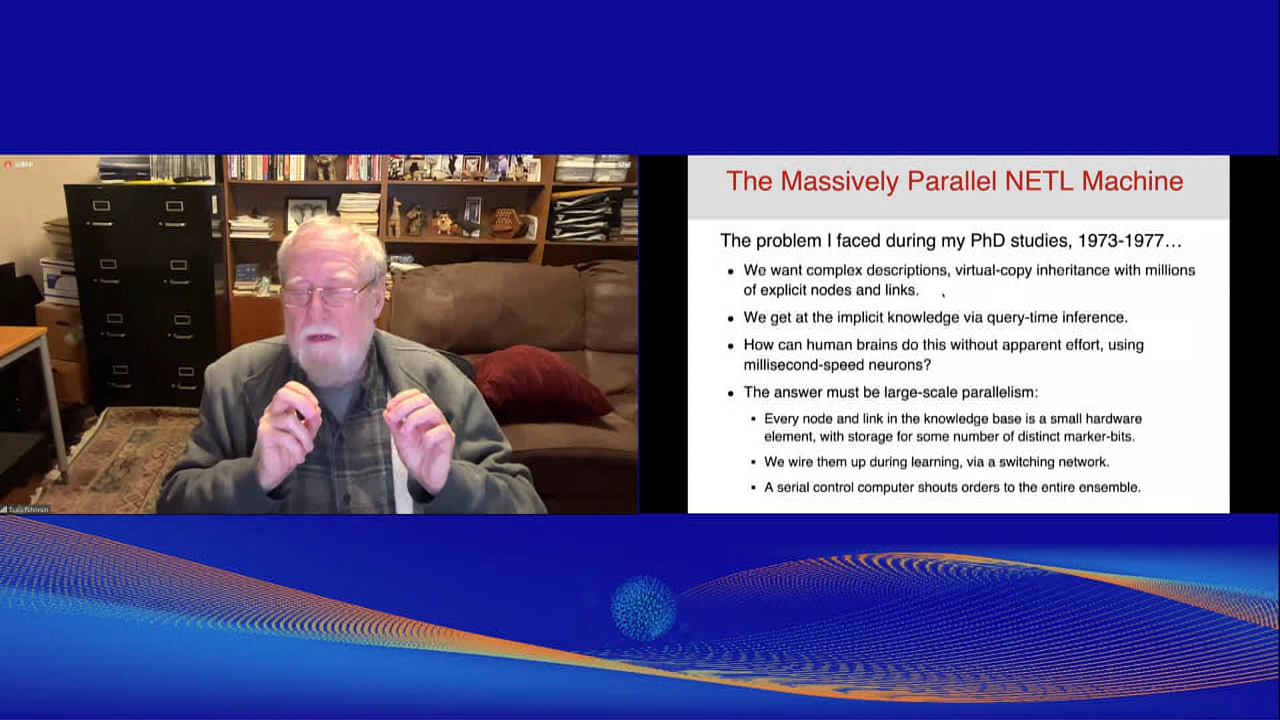 The Massively Parallel NETL Machine
The problem I faced during my PhD studies, 1973-1977…
• We want complex descriptions, virtual-copy inheritance with millions
of explicit nodes and links.
• We get at the implicit knowledge via query-time inference.
• How can human brains do this without apparent effort, using
millisecond-speed neurons?
• The answer must be large-scale parallelism:
▪ Every node and link in the knowledge base is a small hardware
element, with storage for some number of distinct marker-bits.
▪ We wire them up during learning, via a switching network.
▪ A serial control computer shouts orders to the entire ensemble.